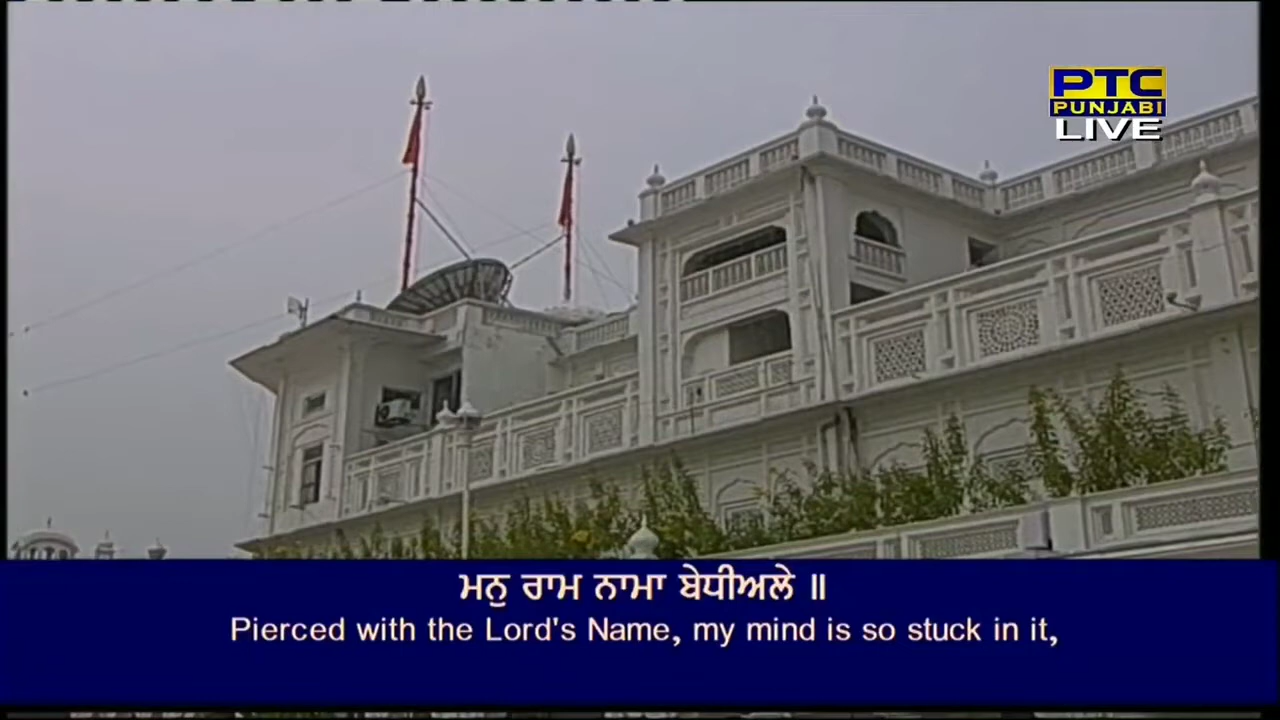 PTC
PUNJABI
LIVE
ਮਨੁ ਰਾਮ ਨਾਮਾ ਬੇਧੀਅਲੇ ॥
Pierced with the Lord's Name, my mind is so stuck in it,